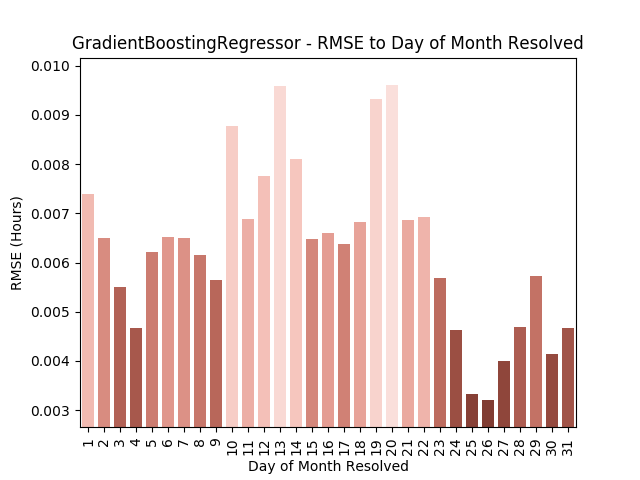 GradientBoostingRegressor - RMSE to Day of Month Resolved
0.010
0.009
0.008
0.007
0.006
0.005
0.004
0.003
RMSE (Hours)
1 2 3 4 5 6 7 8 9 10 11 12 13 14 15 16 17 18 19 20 21 22 23 24 25 26 27 28 29 30 31
Day of Month Resolved